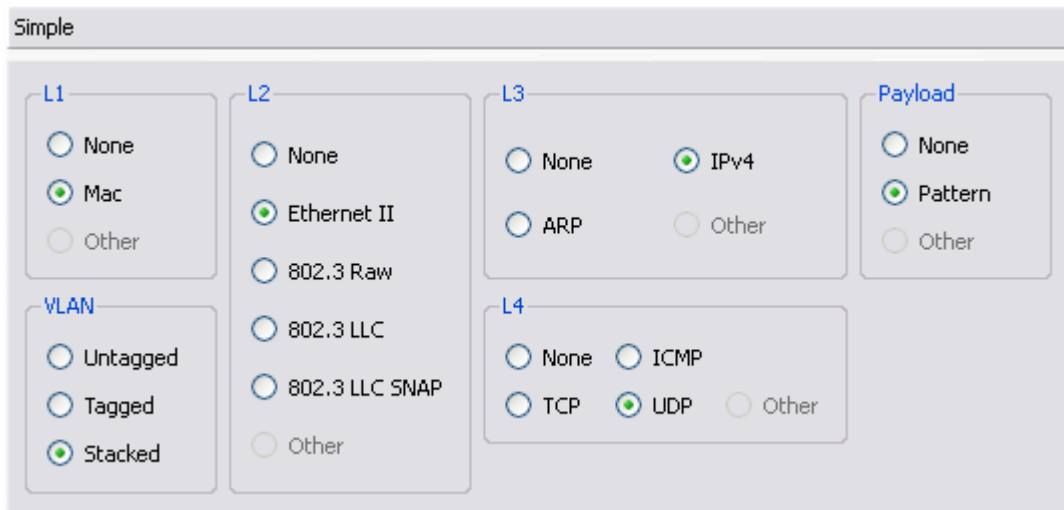 Simple
L1
None
Mac
Other
VLAN
Untagged
Tagged
Stacked
L2
None
Ethernet II
802.3 Raw
802.3 LLC
802.3 LLC SNAP
Other
L3
None IPv4
ARP Other
L4
None ICMP
TCP UDP Other
Payload
None
Pattern
Other